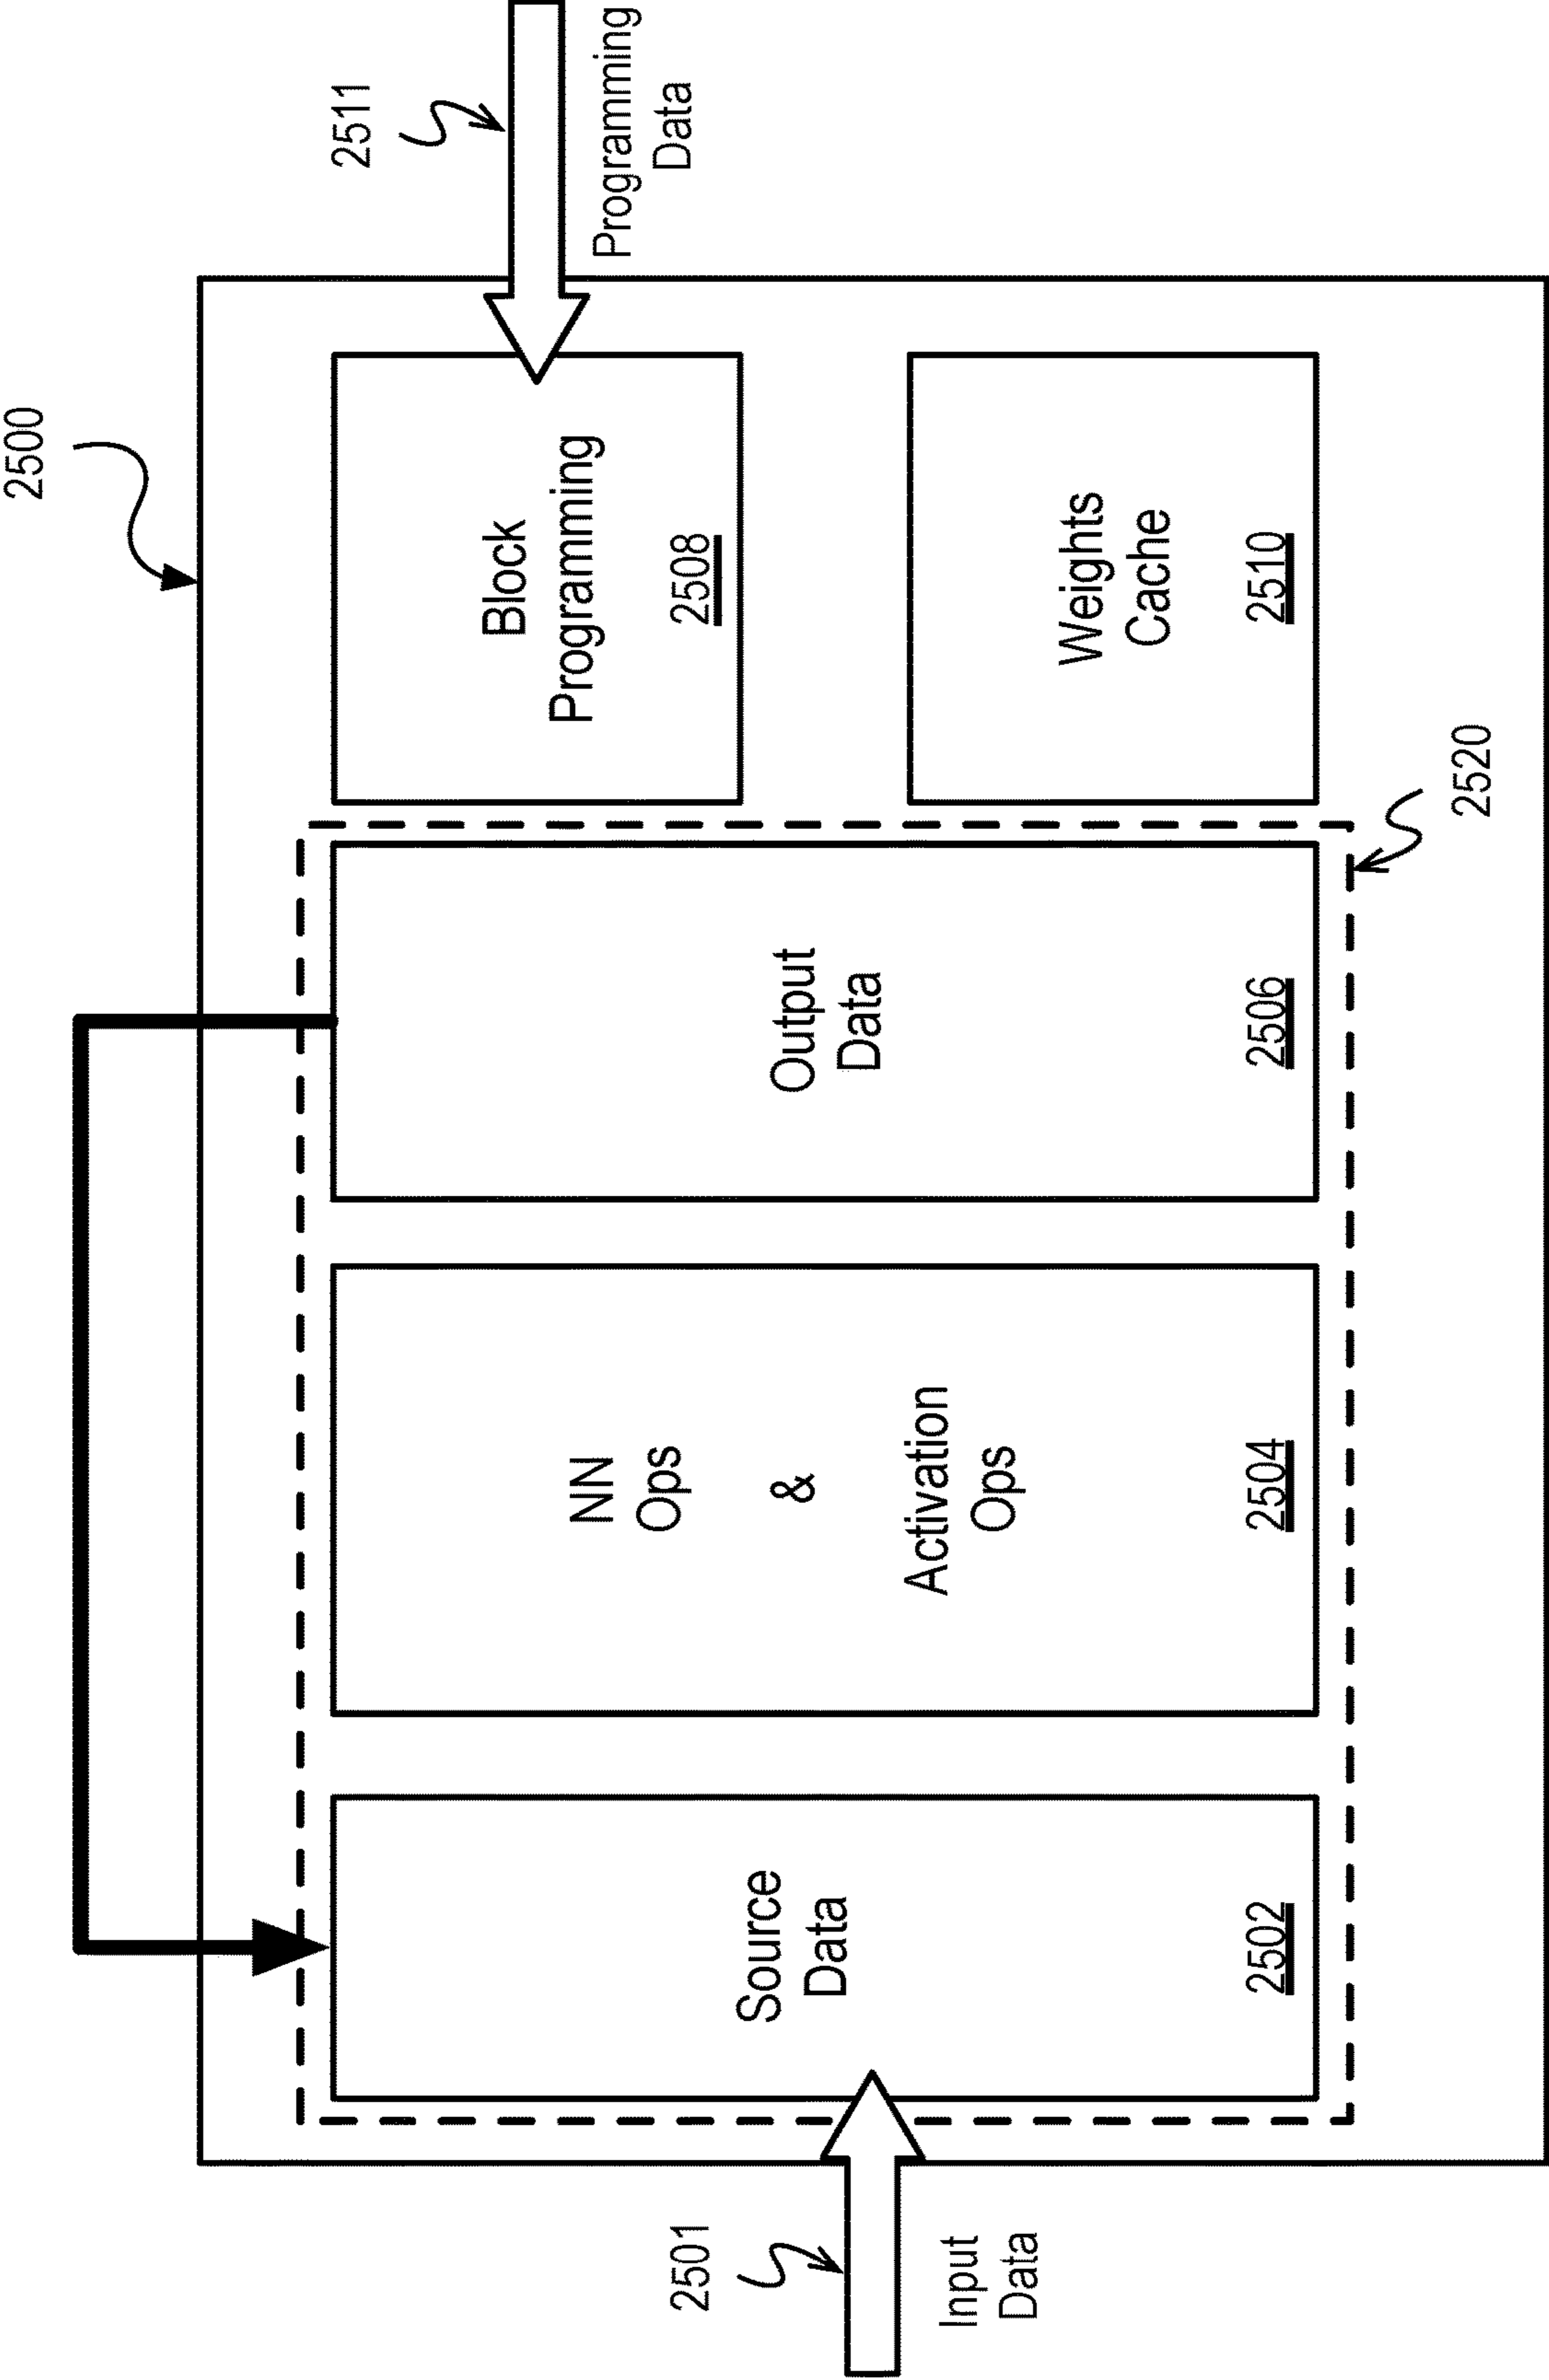 2500
2511
Programming
Data
Block
Programming
2508
Weights
Cache
2510
2520
Output
Data
2506
NN
Ops
&
Activation
Ops
2504
Source
Data
2502
2501
Input
Data